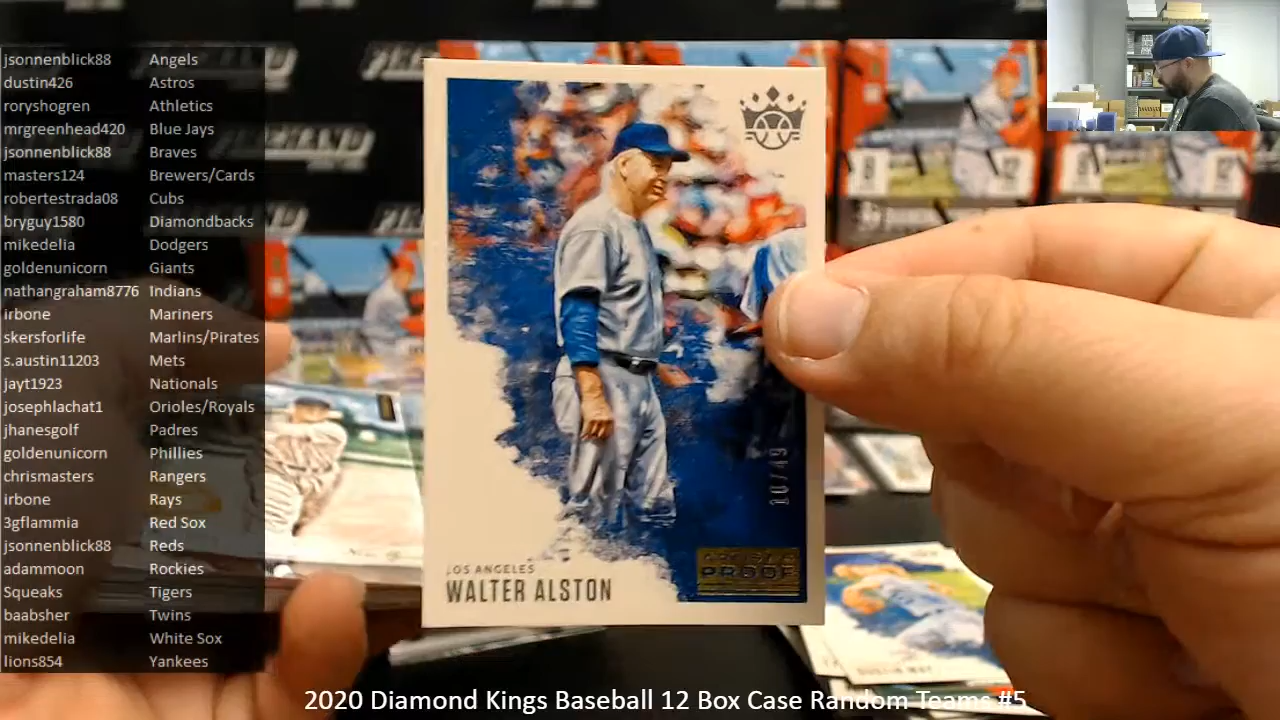 jsonnenblick88 Angels
dustin426 Astros
roryshogren Athletics
mrgreenhead420 Blue Jays
jsonnenblick88 Braves
masters124 Brewers/Cards
robertestrada08 Cubs
bryguy1580 Diamondbacks
mikedelia Dodgers
goldenunicorn Giants
nathangraham8776 Indians
irbone Mariners
skersforlife Marlins/Pirates
s.austin11203 Mets
jayt1923 Nationals
josephlachat1 Orioles/Royals
jhanesgolf Padres
goldenunicorn Phillies
chrismasters Rangers
irbone Rays
3gflammia Red Sox
jsonnenblick88 Reds
adammoon Rockies
Squeaks Tigers
baabsher Twins
mikedelia White Sox
lions854 Yankees
10/49
ARTIST'S
PROOF
LOS ANGELES
WALTER ALSTON
DUSTIN MAY
2020 Diamond Kings Baseball 12 Box Case Random Teams #5